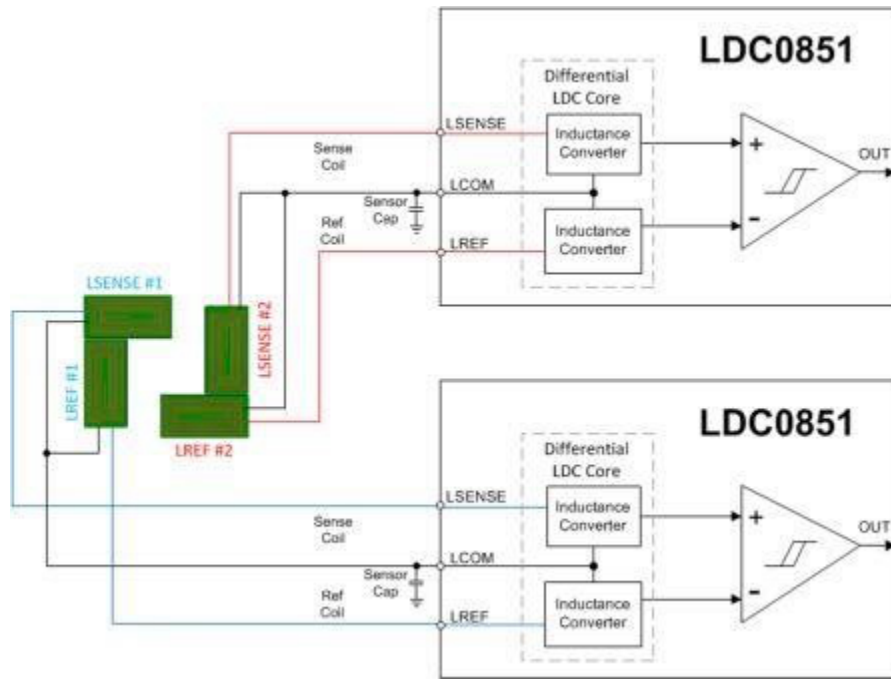 LDC0851
Differential
LDC Core
LSENSE
Inductance
Converter
OUT
+
Sense
Coil
LCOM
Sensor
Cap
Ref
Coil
LREF
Inductance
Converter
-
LSENSE #1
LREF #1
LSENSE #2
LREF #2
LDC0851
Differential
LDC Core
LSENSE
Inductance
Converter
OUT
+
Sense
Coil
LCOM
Sensor
Cap
Ref
Coil
LREF
Inductance
Converter
-